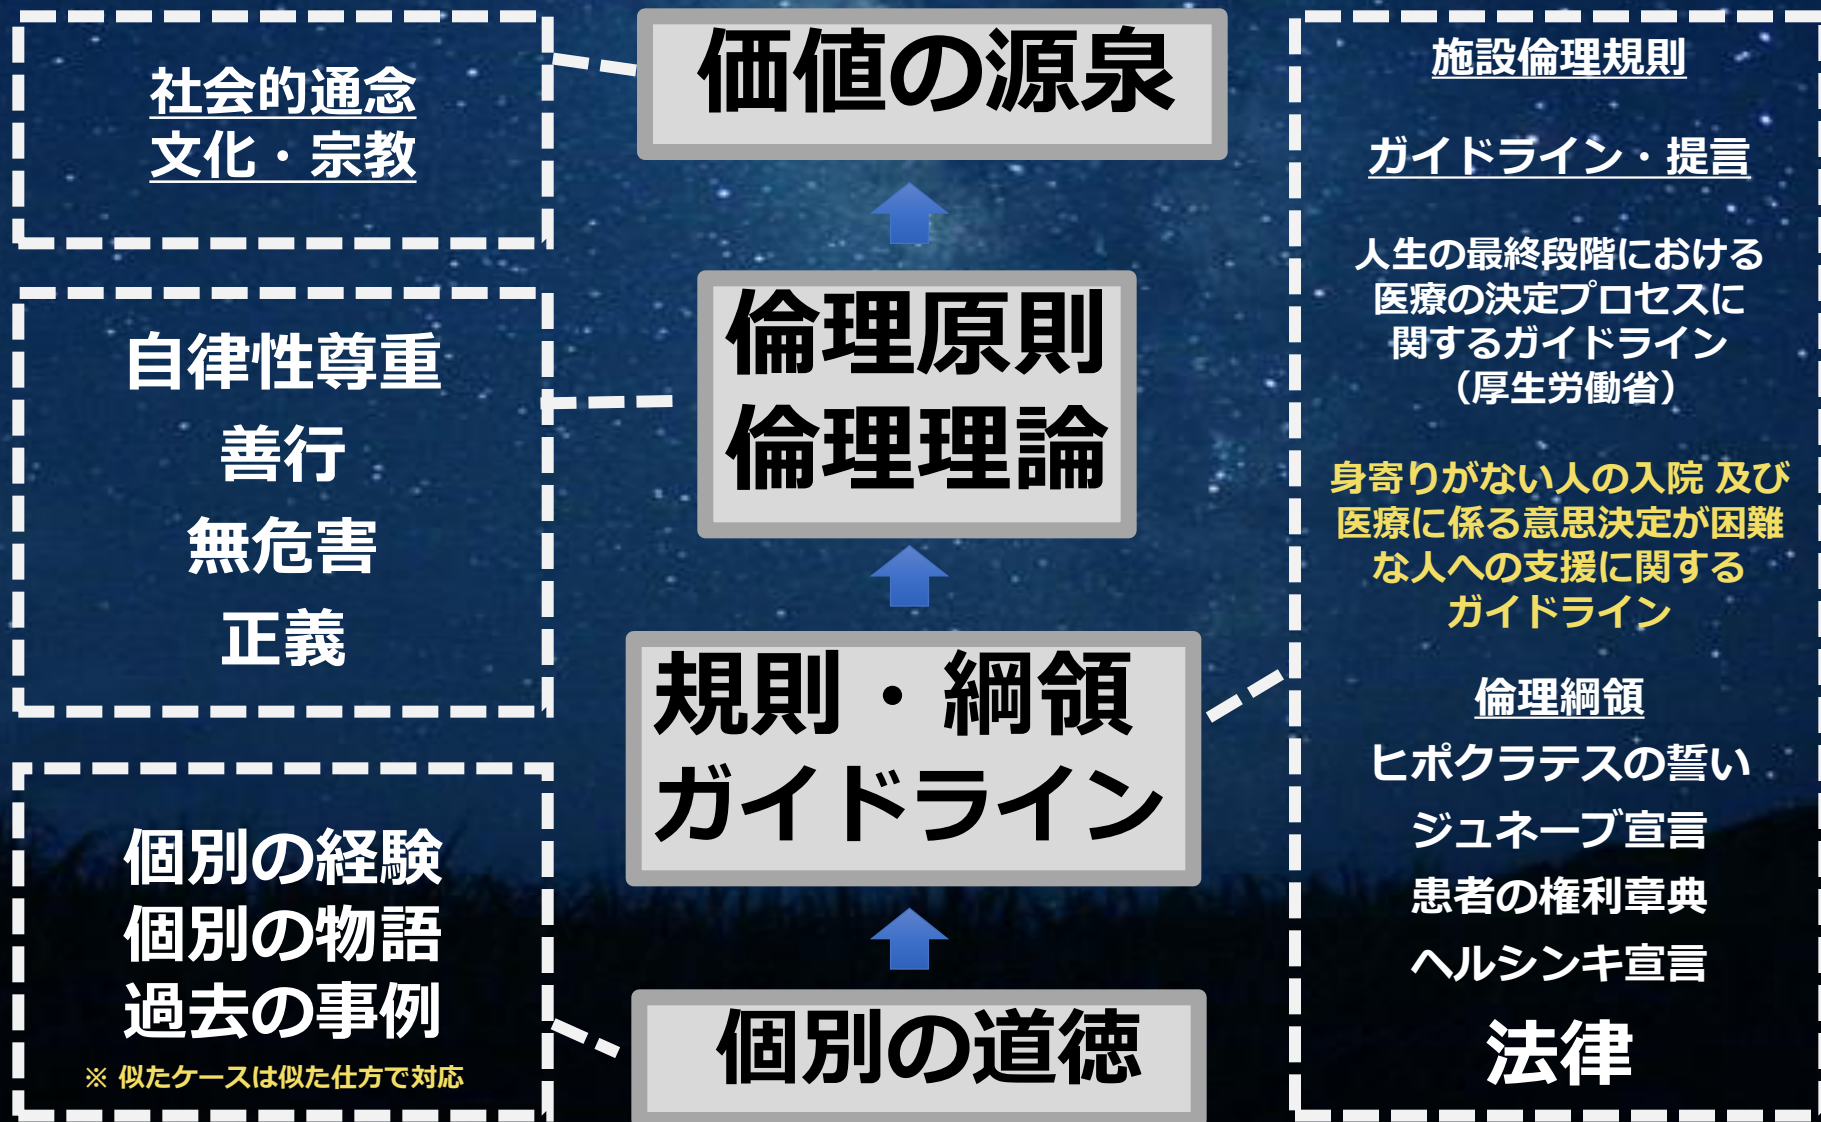 社会的通念
文化・宗教
価値の源泉
自律性尊重
善行
無危害
正義
倫理原則
倫理理論
規則・綱領
ガイドライン
個別の経験
個別の物語
過去の事例
※ 似たケースは似た仕方で対応
個別の道徳
施設倫理規則
ガイドライン・提言
人生の最終段階における
医療の決定プロセスに
関するガイドライン
（厚生労働省）
身寄りがない人の入院 及び
医療に係る意思決定が困難
な人への支援に関する
ガイドライン
倫理綱領
ヒポクラテスの誓い
ジュネーブ宣言
患者の権利章典
ヘルシンキ宣言
法律